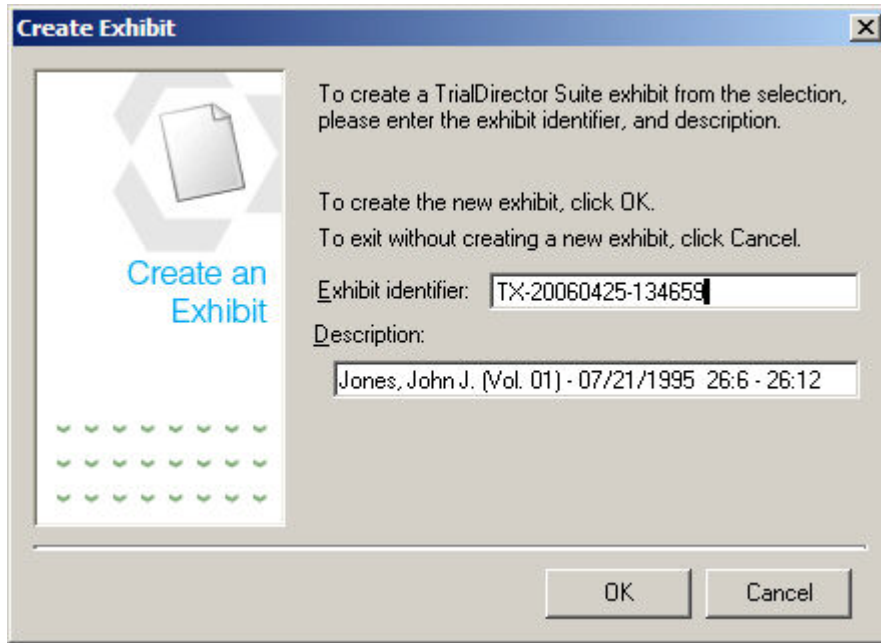 Create Exhibit
To create a TrialDirector Suite exhibit from the selection,
please enter the exhibit identifier, and description.
To create the new exhibit, click OK.
To exit without creating a new exhibit, click Cancel.
Create an
Exhibit
Exhibit identifier: TX-20060425-134659
Description:
Jones, John J. (Vol. 01) - 07/21/1995  26:6 - 26:12
OK Cancel